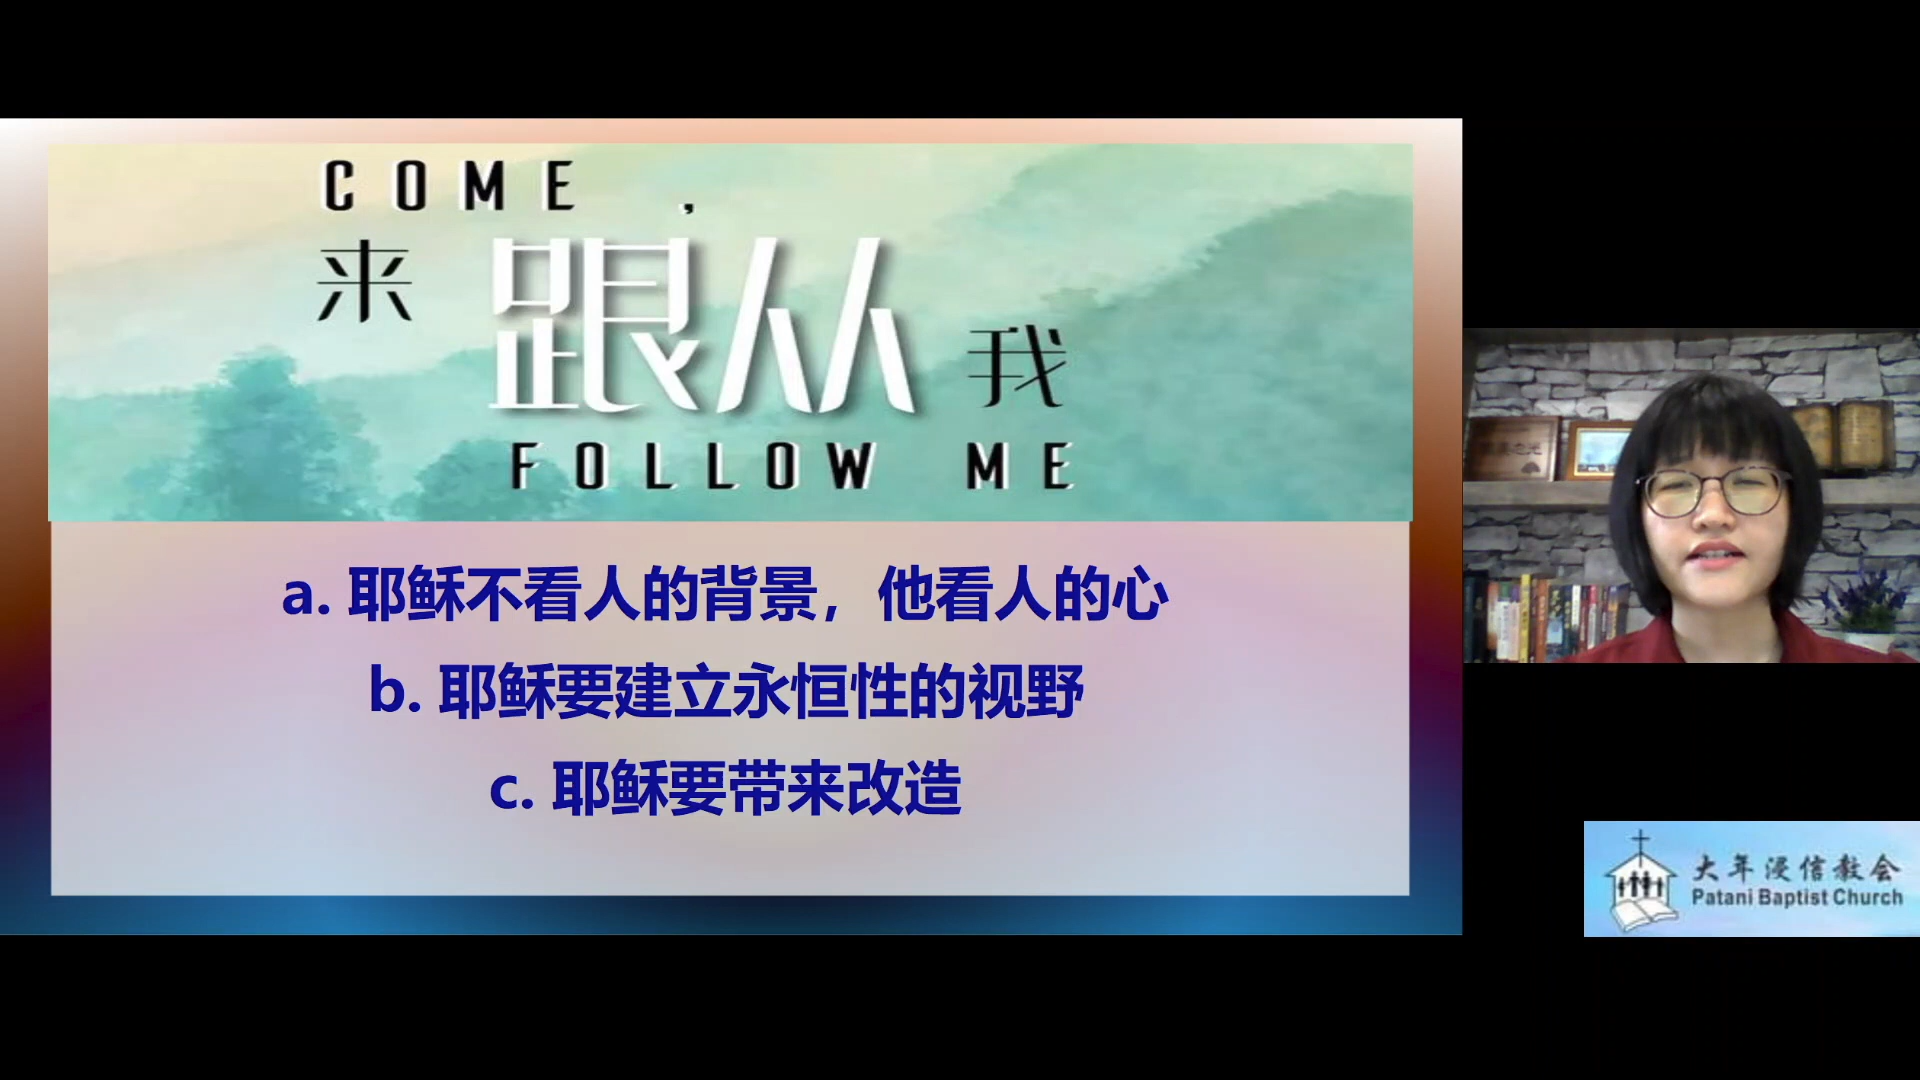 COME,
来 跟从 我
FOLLOW ME
a. 耶稣不看人的背景，他看人的心
b. 耶稣要建立永恒性的视野
c. 耶稣要带来改造
大年浸信教会
Patani Baptist Church